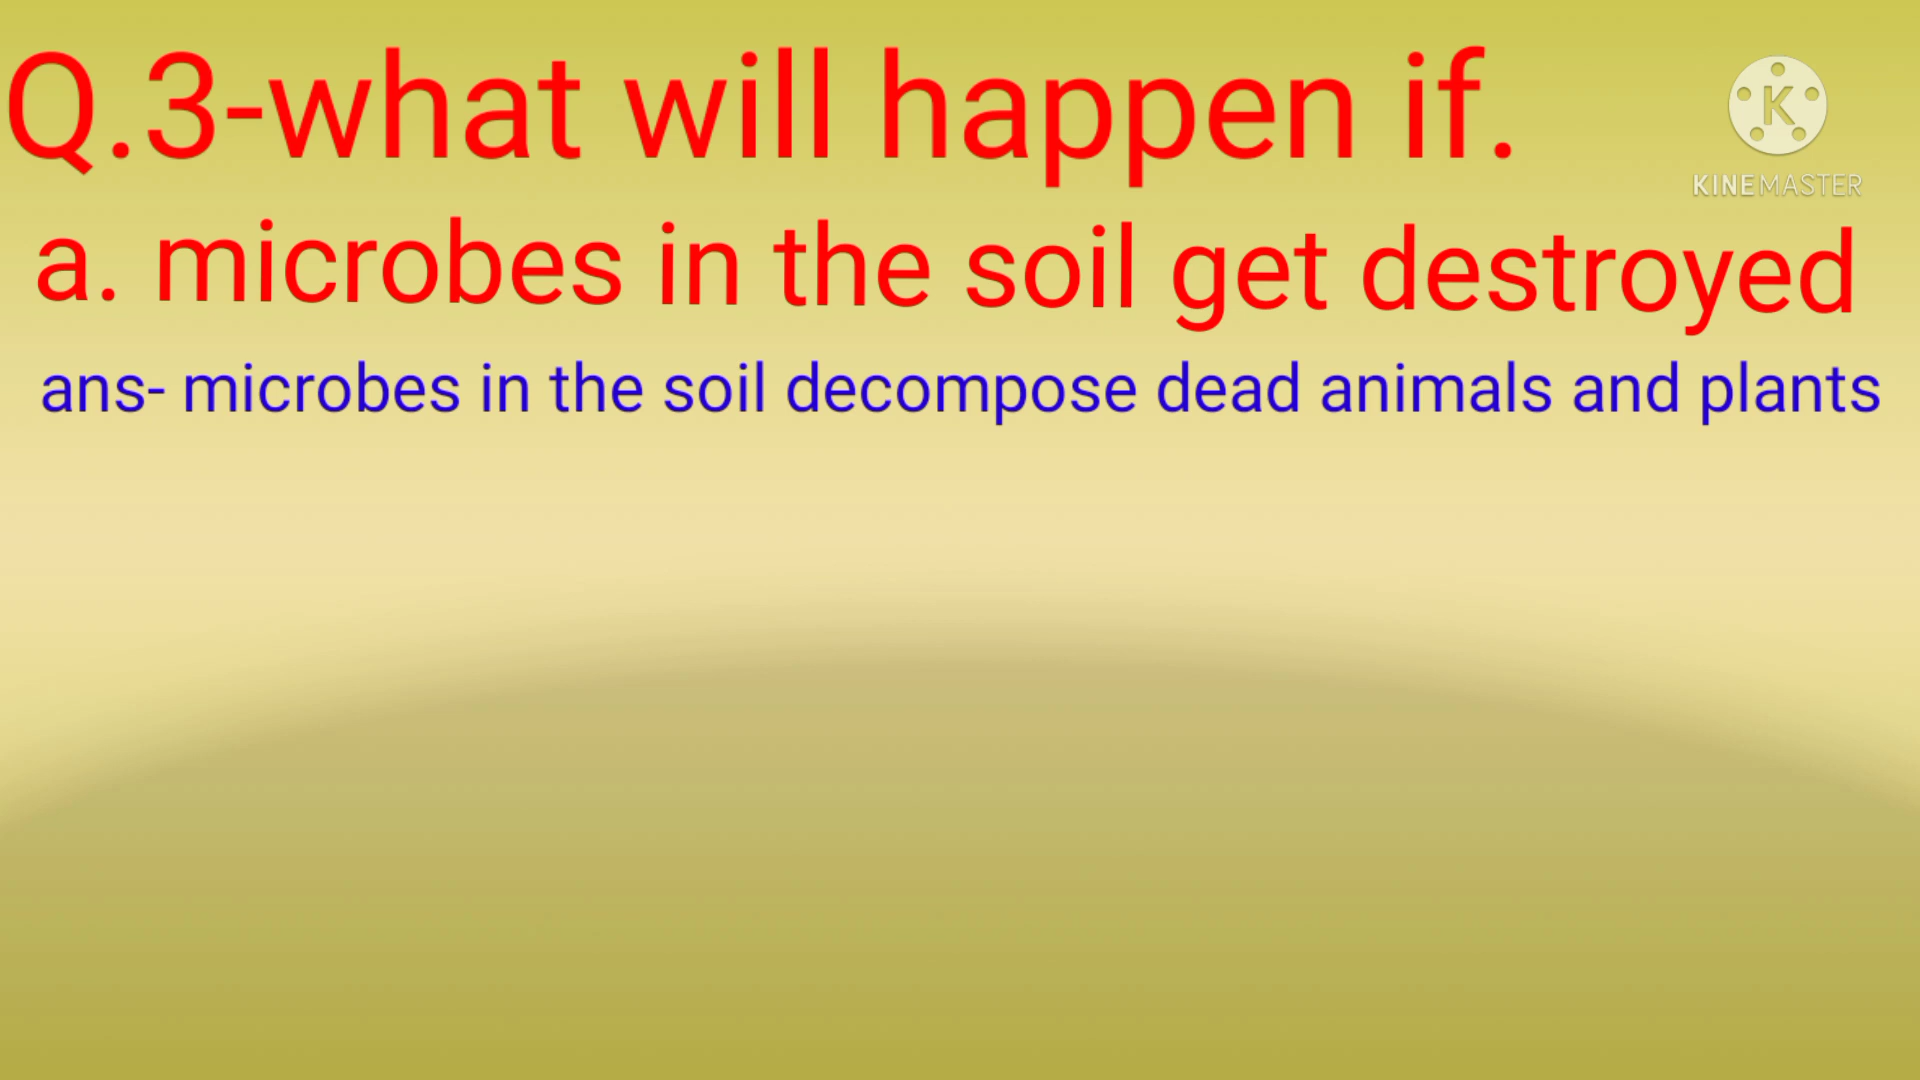 Q.3-what will happen if.
K
KINEMASTER
a. microbes in the soil get destroyed
ans- microbes in the soil decompose dead animals and plants